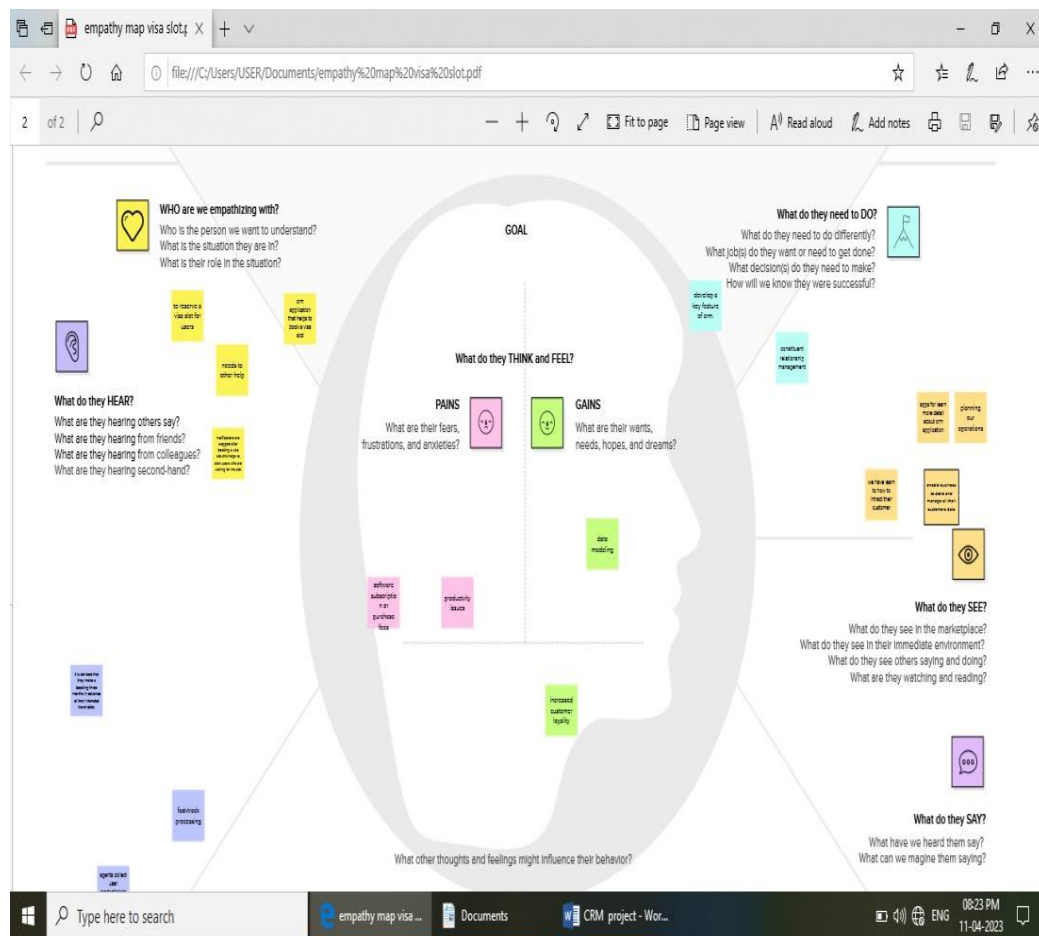 empathy map visa slot.p
file:///C:/Users/USER/Documents/empathy%20map%20visa%20slot.pdf
2 of 2
Fit to page
Page view
Read aloud
Add notes
WHO are we empathizing with?
Who is the person we want to understand?
What is the situation they are in?
What is their role in the situation?
to reserve a
visa slot for
users
crm
application
that helps to
book a visa
slot
needs to
other help
What do they HEAR?
What are they hearing others say?
What are they hearing from friends?
What are they hearing from colleagues?
What are they hearing second-hand?
GOAL
What do they THINK and FEEL?
PAINS
What are their fears,
frustrations, and anxieties?
GAINS
What are their wants,
needs, hopes, and dreams?
data
modeling
software
subscriptio
n or
purchase
fees
productivity
issues
increased
customer
loyalty
What other thoughts and feelings might influence their behavior?
What do they need to DO?
What do they need to do differently?
What job(s) do they want or need to get done?
What decision(s) do they need to make?
How will we know they were successful?
develop a
key feature
of crm.
constituent
relationship
management
apps for learn
more detail
about crm
application
planning
our
operations
we have learn
to how to
intract their
customer
enable business
to store and
manage all their
customers data
What do they SEE?
What do they see in the marketplace?
What do they see in their immediate environment?
What do they see others saying and doing?
What are they watching and reading?
What do they SAY?
What have we heard them say?
What can we magine them saying?
fast-track
processing
agents collect
user
Type here to search
empathy map visa ...
Documents
CRM project - Wor...
ENG
08:23 PM
11-04-2023